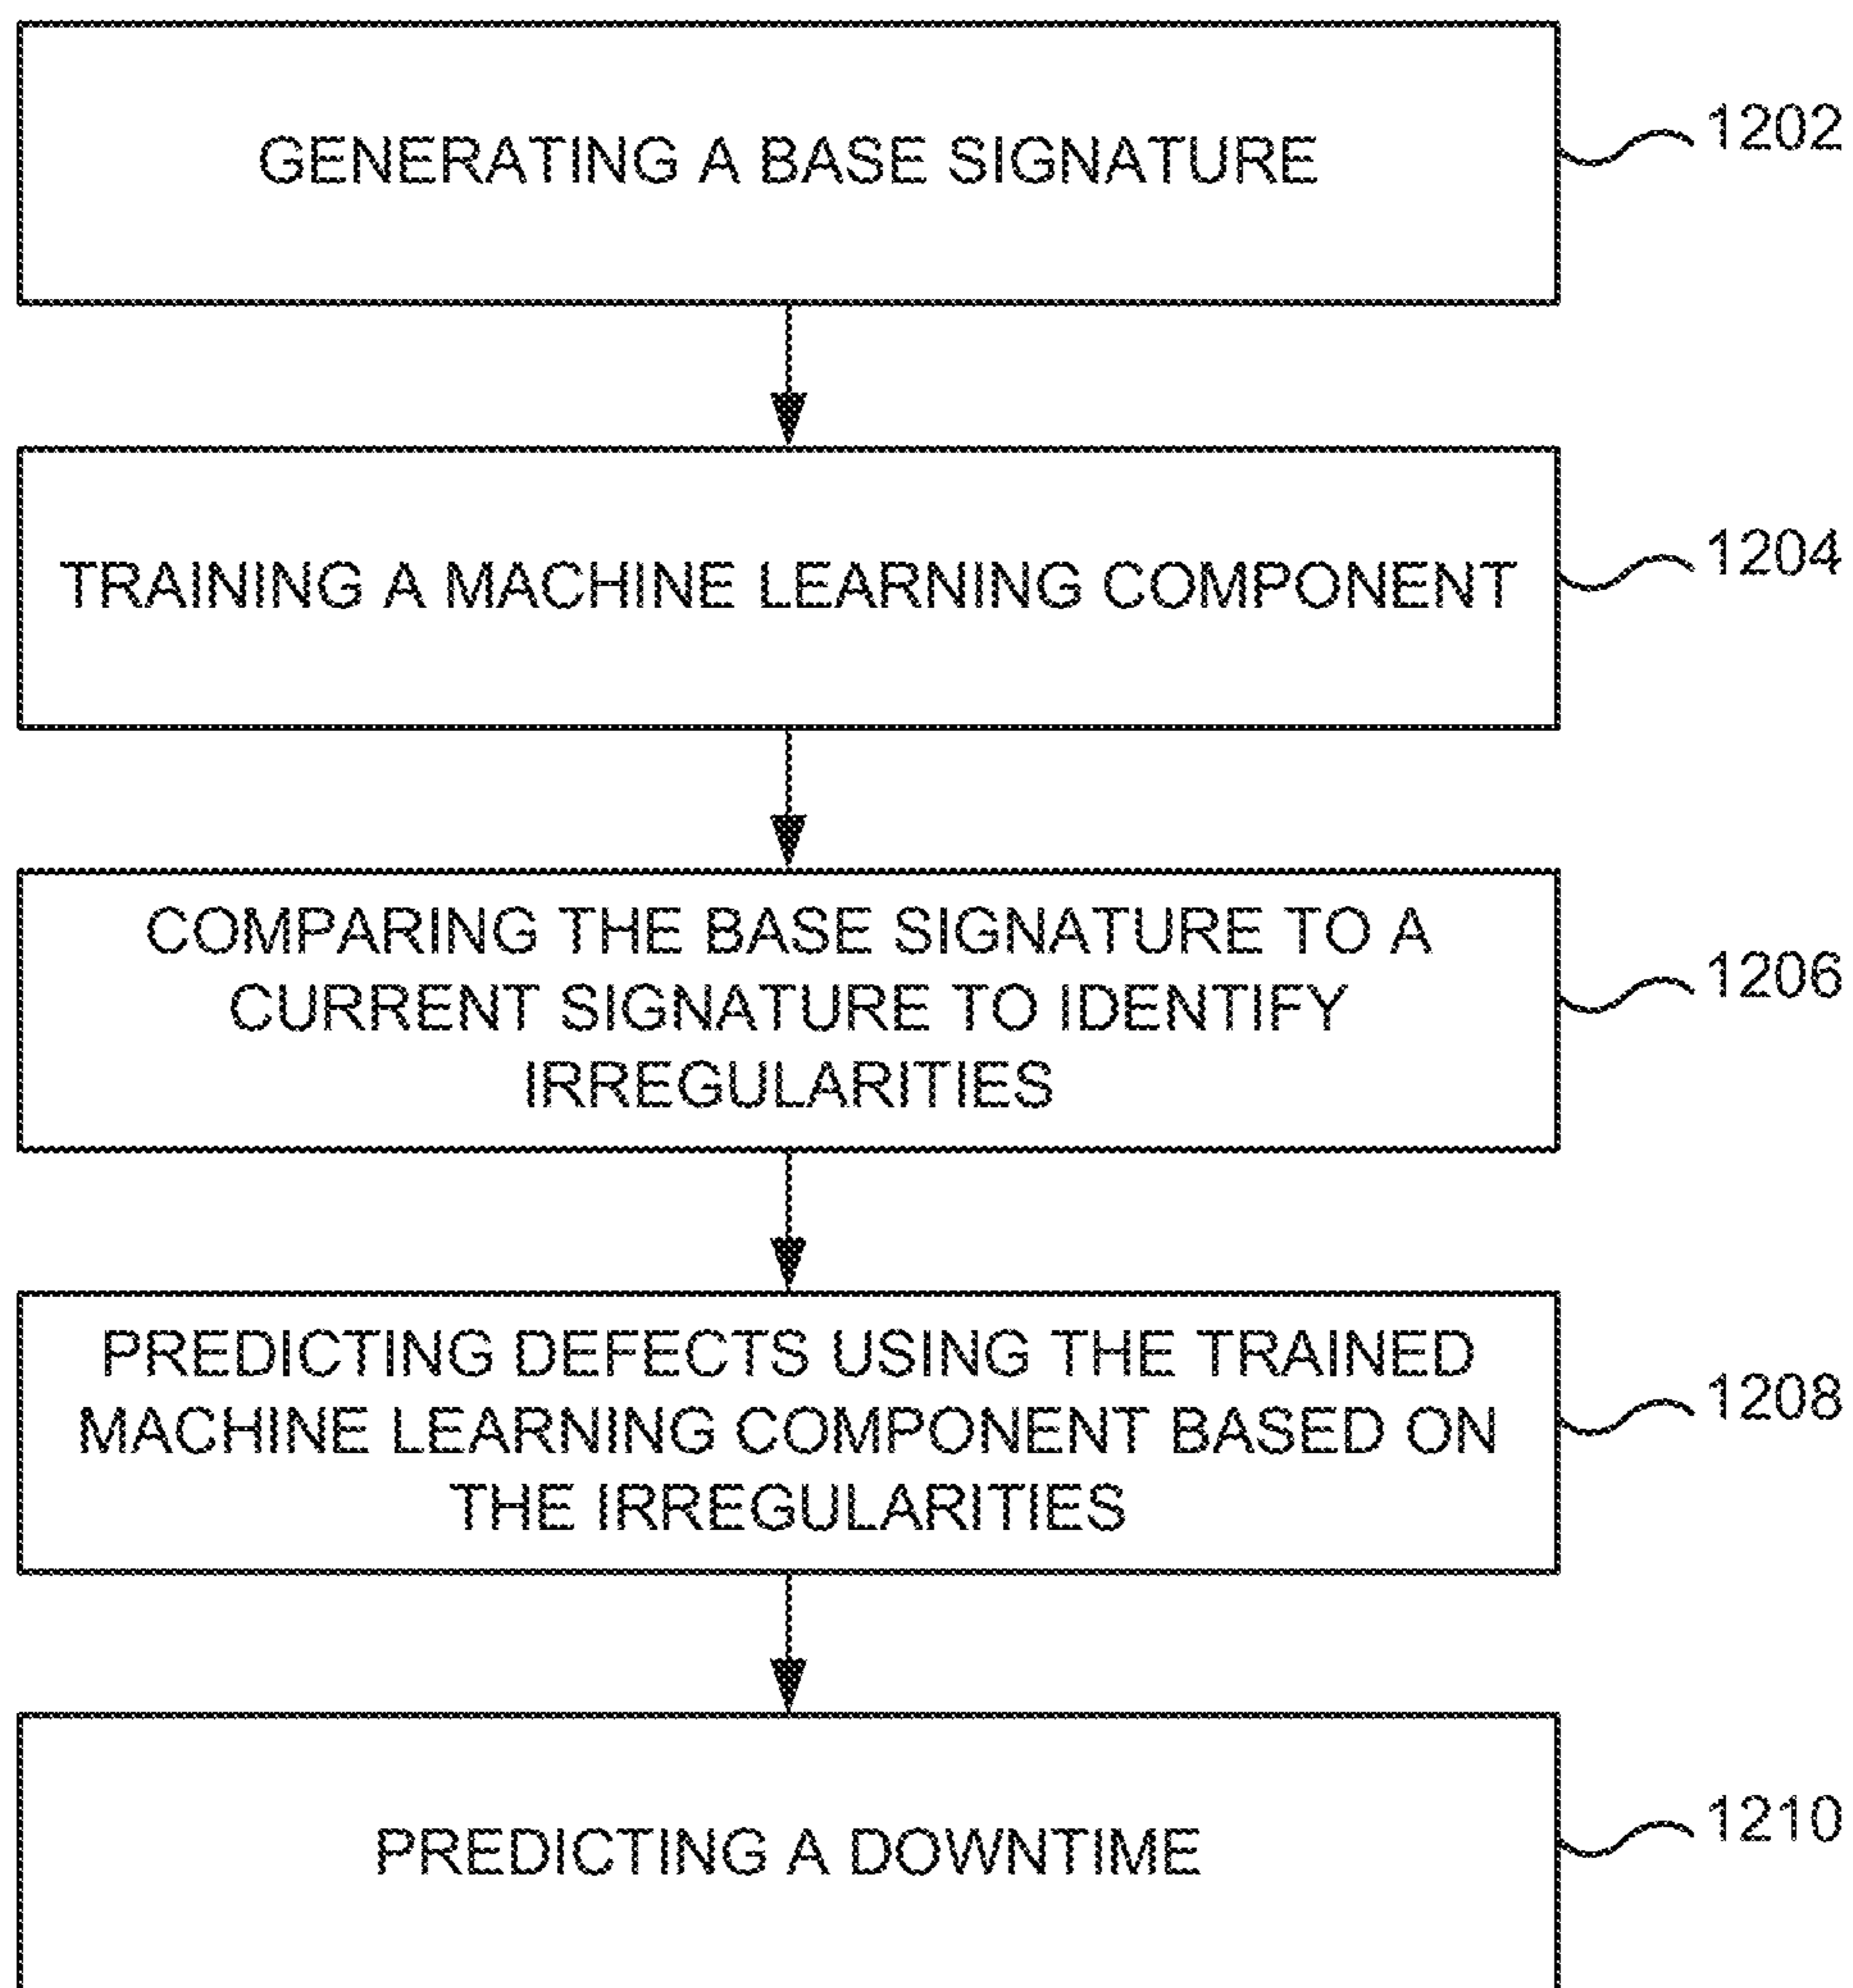 GENERATING A BASE SIGNATURE
1202
TRAINING A MACHINE LEARNING COMPONENT
1204
COMPARING THE BASE SIGNATURE TO A
CURRENT SIGNATURE TO IDENTIFY
IRREGULARITIES
1206
PREDICTING DEFECTS USING THE TRAINED
MACHINE LEARNING COMPONENT BASED ON
THE IRREGULARITIES
1208
PREDICTING A DOWNTIME
1210